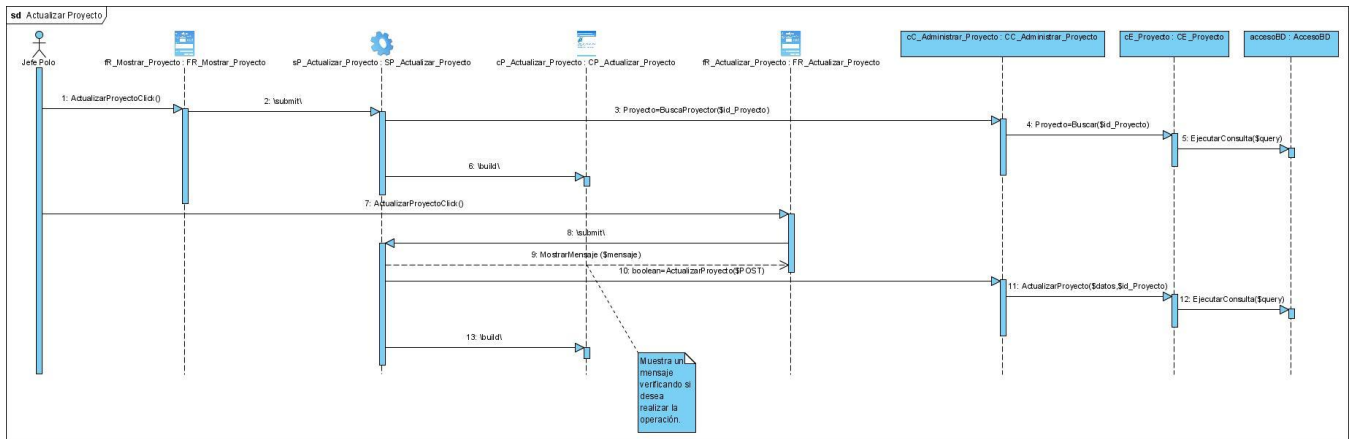 sd Actualizar Proyecto
Jefe Polo
fR_Mostrar_Proyecto : FR_Mostrar_Proyecto
sP_Actualizar_Proyecto : SP_Actualizar_Proyecto
cP_Actualizar_Proyecto : CP_Actualizar_Proyecto
fR_Actualizar_Proyecto : FR_Actualizar_Proyecto
cC_Administrar_Proyecto : CC_Administrar_Proyecto
cE_Proyecto : CE_Proyecto
accesoBD : AccesoBD
1: ActualizarProyectoClick()
2: \submit\
3: Proyecto=BuscaProyector($id_Proyecto)
4: Proyecto=Buscar($id_Proyecto)
5: EjecutarConsulta($query)
6: \build\
7: ActualizarProyectoClick()
8: \submit\
9: MostrarMensaje ($mensaje)
10: boolean=ActualizarProyecto($POST)
11: ActualizarProyecto($datos,$id_Proyecto)
12: EjecutarConsulta($query)
13: \build\
Muestra un
mensaje
verificando si
desea
realizar la
operación.